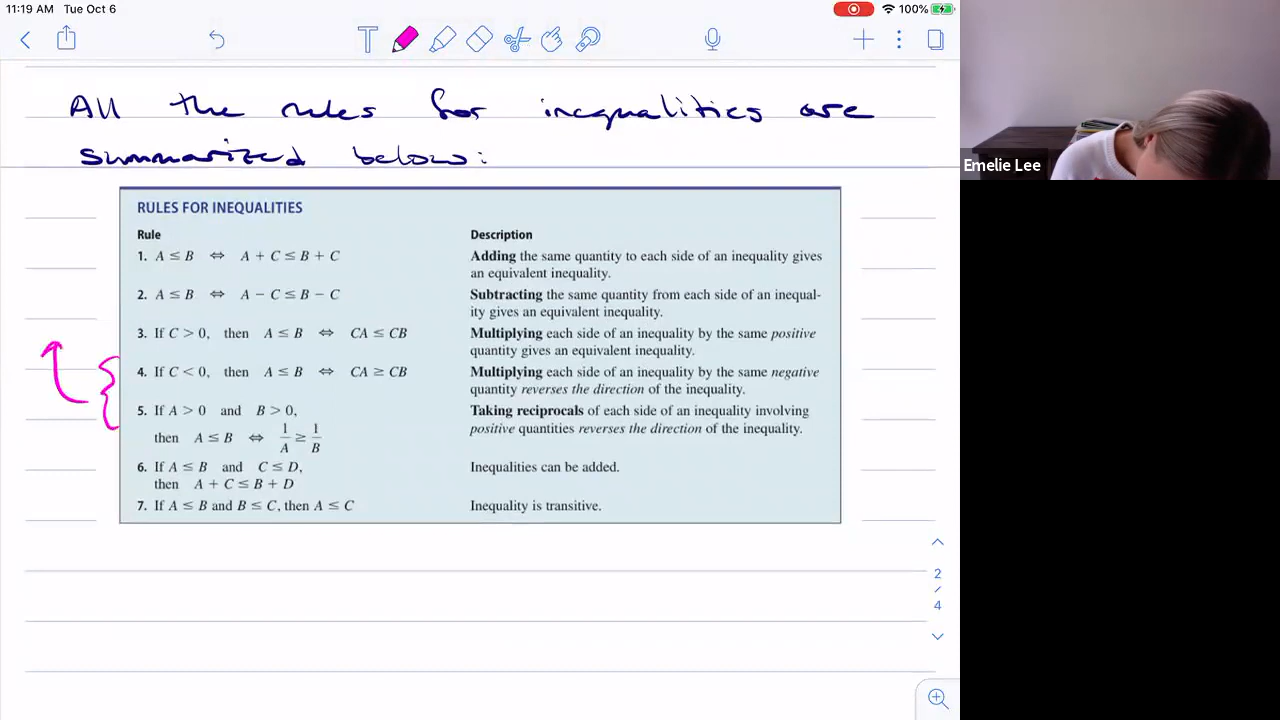 11:19 AM Tue Oct 6
100%
All the rules for inequalities are
summarized below:
Emelie Lee
RULES FOR INEQUALITIES
Rule Description
1. A ≤ B ⇔ A + C ≤ B + C Adding the same quantity to each side of an inequality gives
an equivalent inequality.
2. A ≤ B ⇔ A − C ≤ B − C Subtracting the same quantity from each side of an inequal-
ity gives an equivalent inequality.
3. If C > 0, then A ≤ B ⇔ CA ≤ CB Multiplying each side of an inequality by the same positive
quantity gives an equivalent inequality.
4. If C < 0, then A ≤ B ⇔ CA ≥ CB Multiplying each side of an inequality by the same negative
quantity reverses the direction of the inequality.
5. If A > 0 and B > 0, Taking reciprocals of each side of an inequality involving
then A ≤ B ⇔ 1/A ≥ 1/B positive quantities reverses the direction of the inequality.
6. If A ≤ B and C ≤ D, Inequalities can be added.
then A + C ≤ B + D
7. If A ≤ B and B ≤ C, then A ≤ C Inequality is transitive.
2
/
4